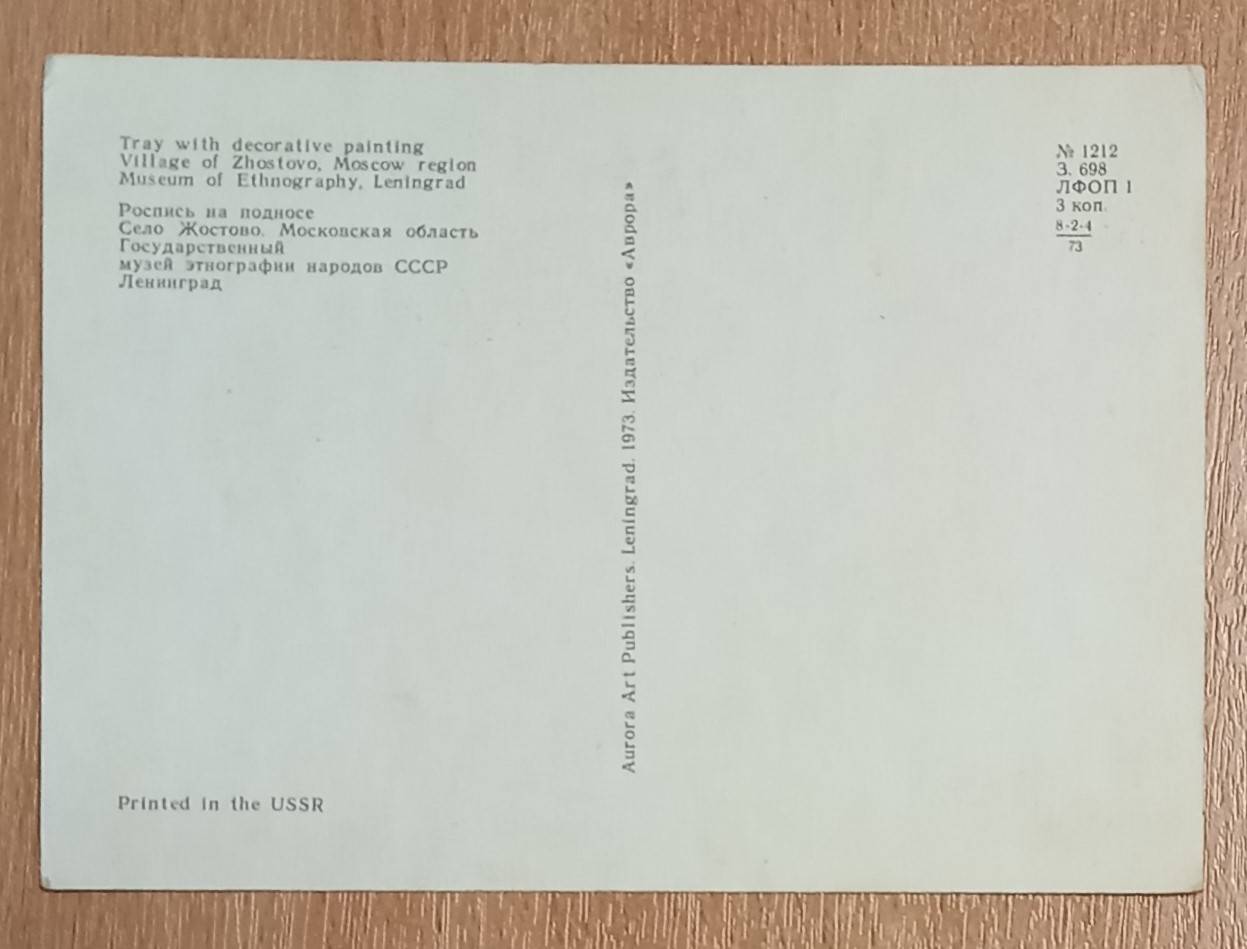 Tray with decorative painting
Village of Zhostovo, Moscow region
Museum of Ethnography, Leningrad
Роспись на подносе
Село Жостово. Московская область
Государственный
музей этнографии народов СССР
Ленинград
Printed in the USSR
Aurora Art Publishers. Leningrad. 1973. Издательство «Аврора»
№ 1212
З. 698
ЛФОП 1
3 коп.
8-2-4
73